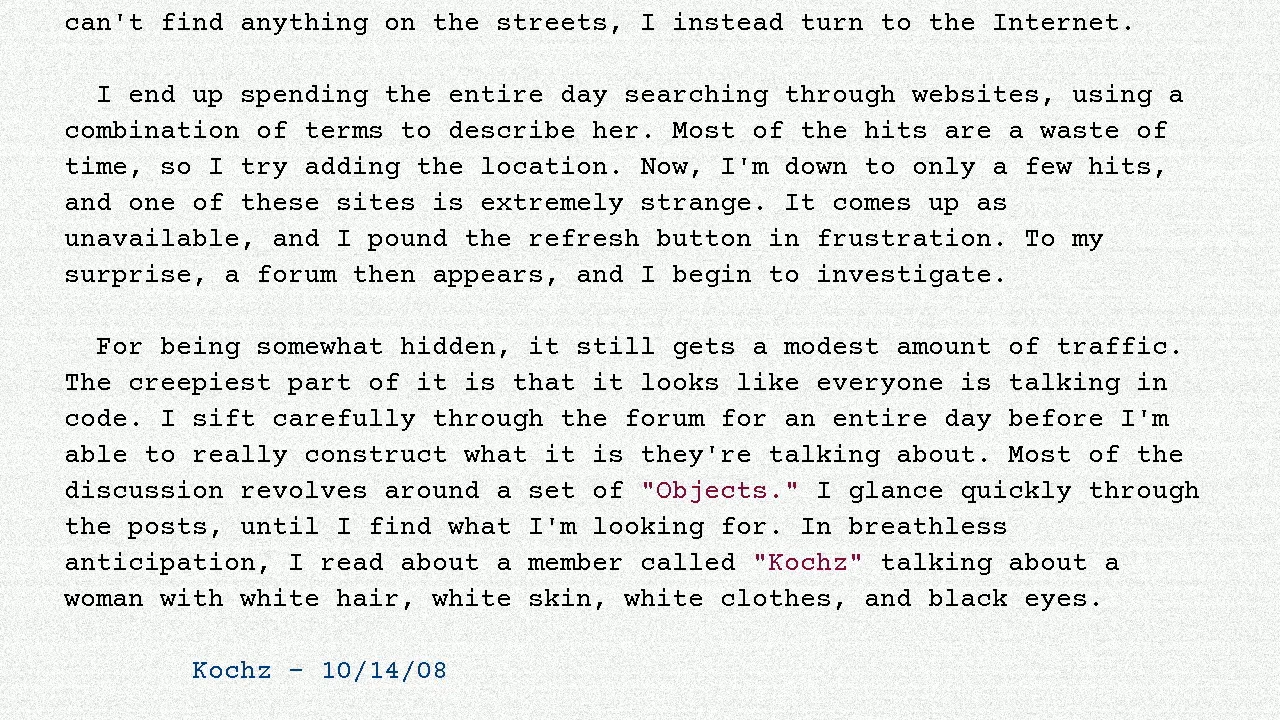 can't find anything on the streets, I instead turn to the Internet.
I end up spending the entire day searching through websites, using a
combination of terms to describe her. Most of the hits are a waste of
time, so I try adding the location. Now, I'm down to only a few hits,
and one of these sites is extremely strange. It comes up as
unavailable, and I pound the refresh button in frustration. To my
surprise, a forum then appears, and I begin to investigate.
For being somewhat hidden, it still gets a modest amount of traffic.
The creepiest part of it is that it looks like everyone is talking in
code. I sift carefully through the forum for an entire day before I'm
able to really construct what it is they're talking about. Most of the
discussion revolves around a set of "Objects." I glance quickly through
the posts, until I find what I'm looking for. In breathless
anticipation, I read about a member called "Kochz" talking about a
woman with white hair, white skin, white clothes, and black eyes.
Kochz – 10/14/08